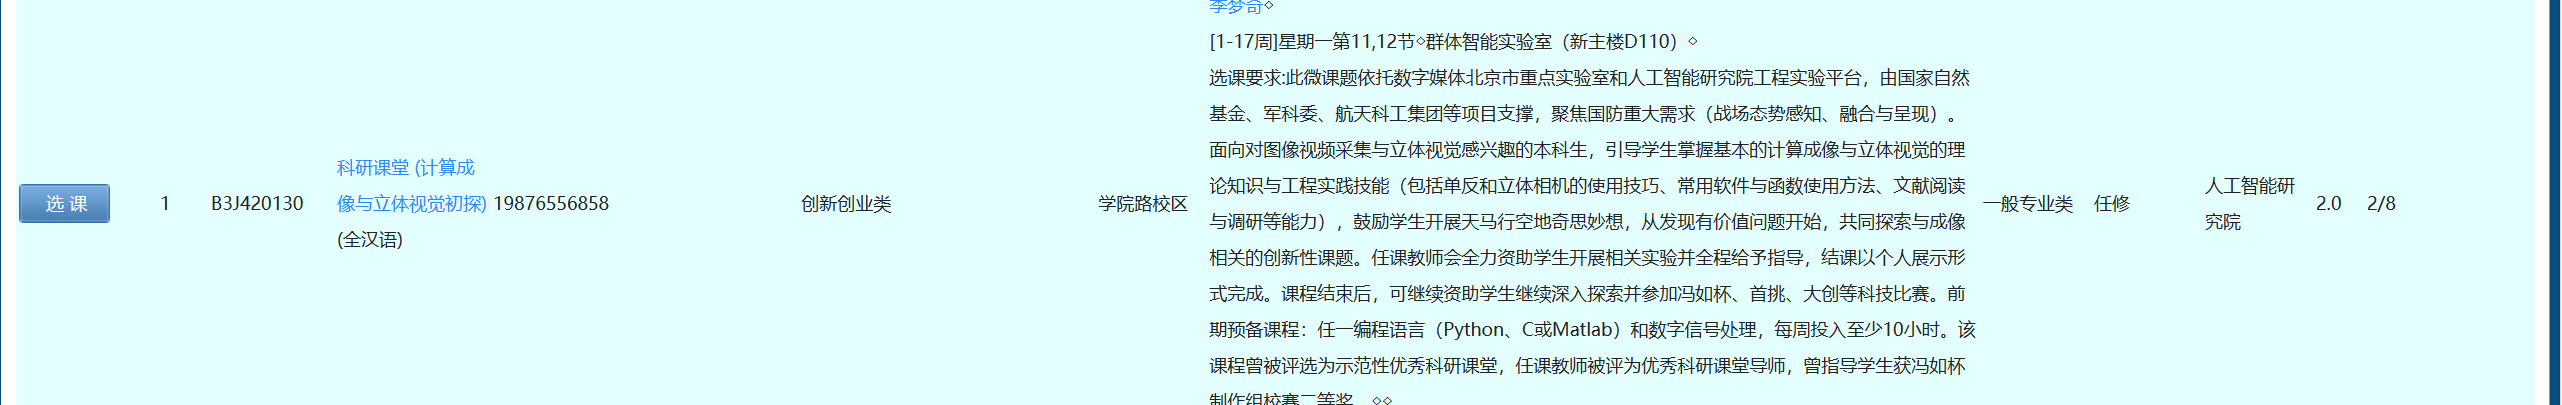 选 课
1
B3J420130
科研课堂 (计算成
像与立体视觉初探) 19876556858
(全汉语)
创新创业类
学院路校区
李梦奇◇
[1-17周]星期一第11,12节◇群体智能实验室（新主楼D110）◇
选课要求:此微课题依托数字媒体北京市重点实验室和人工智能研究院工程实验平台，由国家自然
基金、军科委、航天科工集团等项目支撑，聚焦国防重大需求（战场态势感知、融合与呈现）。
面向对图像视频采集与立体视觉感兴趣的本科生，引导学生掌握基本的计算成像与立体视觉的理
论知识与工程实践技能（包括单反和立体相机的使用技巧、常用软件与函数使用方法、文献阅读
与调研等能力），鼓励学生开展天马行空地奇思妙想，从发现有价值问题开始，共同探索与成像
相关的创新性课题。任课教师会全力资助学生开展相关实验并全程给予指导，结课以个人展示形
式完成。课程结束后，可继续资助学生继续深入探索并参加冯如杯、首挑、大创等科技比赛。前
期预备课程：任一编程语言（Python、C或Matlab）和数字信号处理，每周投入至少10小时。该
课程曾被评选为示范性优秀科研课堂，任课教师被评为优秀科研课堂导师，曾指导学生获冯如杯
制作组校赛二等奖。◇◇
一般专业类
任修
人工智能研
究院
2.0
2/8